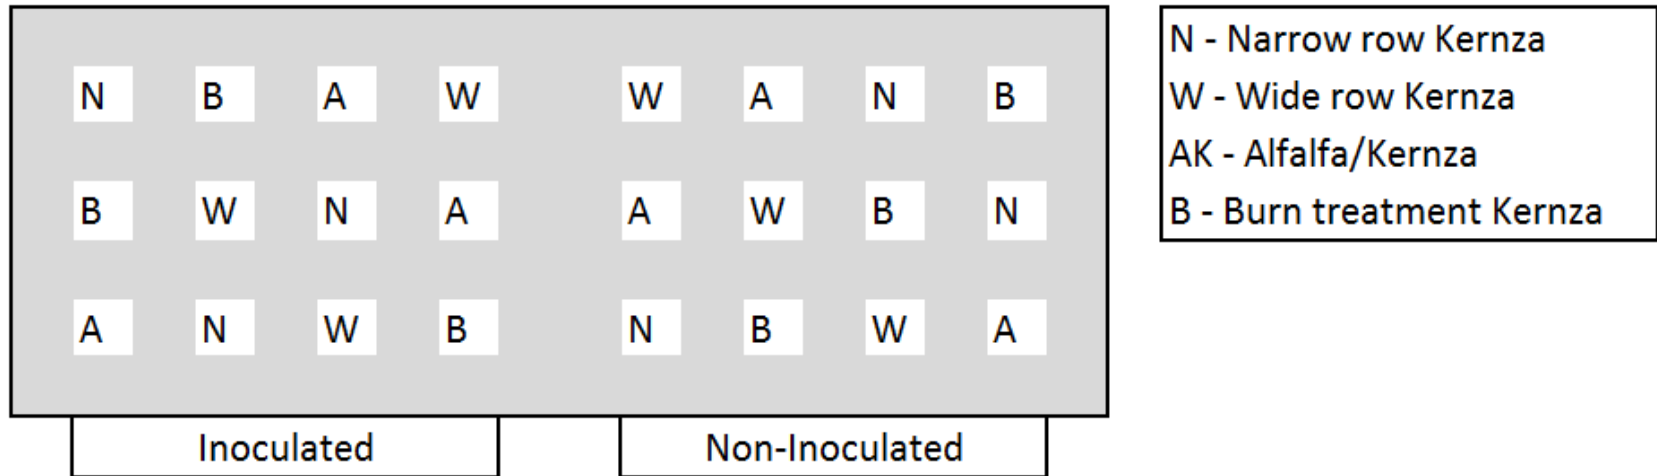 N B A W W A N B
B W N A A W B N
A N W B N B W A
Inoculated Non-Inoculated
N - Narrow row Kernza
W - Wide row Kernza
AK - Alfalfa/Kernza
B - Burn treatment Kernza